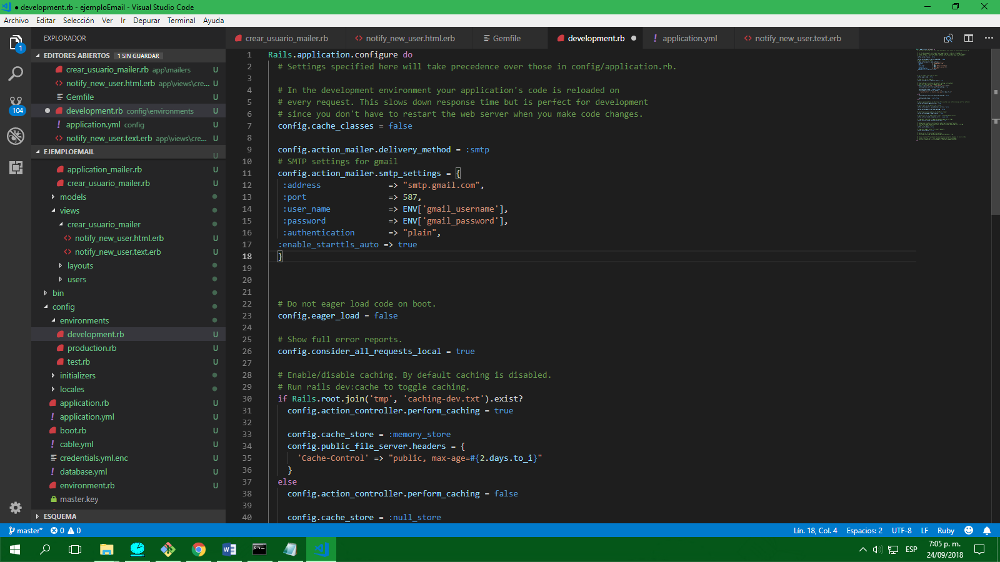 ● development.rb - ejemploEmail - Visual Studio Code
Archivo Editar Selección Ver Ir Depurar Terminal Ayuda
EXPLORADOR
EDITORES ABIERTOS 1 SIN GUARDAR
crear_usuario_mailer.rb app\mailers U
notify_new_user.html.erb app\views\cre... U
Gemfile U
development.rb config\environments U
application.yml config U
notify_new_user.text.erb app\views\cre... U
EJEMPLOEMAIL U
application_mailer.rb U
crear_usuario_mailer.rb U
models
views
crear_usuario_mailer
notify_new_user.html.erb U
notify_new_user.text.erb U
layouts
users
bin
config
environments
development.rb U
production.rb U
test.rb U
initializers
locales
application.rb U
application.yml U
boot.rb U
cable.yml U
credentials.yml.enc U
database.yml U
environment.rb U
master.key
ESQUEMA
1
104
crear_usuario_mailer.rb notify_new_user.html.erb Gemfile development.rb application.yml notify_new_user.text.erb
1 Rails.application.configure do
2 # Settings specified here will take precedence over those in config/application.rb.
3
4 # In the development environment your application's code is reloaded on
5 # every request. This slows down response time but is perfect for development
6 # since you don't have to restart the web server when you make code changes.
7 config.cache_classes = false
8
9 config.action_mailer.delivery_method = :smtp
10 # SMTP settings for gmail
11 config.action_mailer.smtp_settings = {
12 :address => "smtp.gmail.com",
13 :port => 587,
14 :user_name => ENV['gmail_username'],
15 :password => ENV['gmail_password'],
16 :authentication => "plain",
17 :enable_starttls_auto => true
18 }
19
20
21
22 # Do not eager load code on boot.
23 config.eager_load = false
24
25 # Show full error reports.
26 config.consider_all_requests_local = true
27
28 # Enable/disable caching. By default caching is disabled.
29 # Run rails dev:cache to toggle caching.
30 if Rails.root.join('tmp', 'caching-dev.txt').exist?
31 config.action_controller.perform_caching = true
32
33 config.cache_store = :memory_store
34 config.public_file_server.headers = {
35 'Cache-Control' => "public, max-age=#{2.days.to_i}"
36 }
37 else
38 config.action_controller.perform_caching = false
39
40 config.cache_store = :null_store
master* 0 0 Lín. 18, Col. 4 Espacios: 2 UTF-8 LF Ruby
ESP 7:05 p. m.
24/09/2018